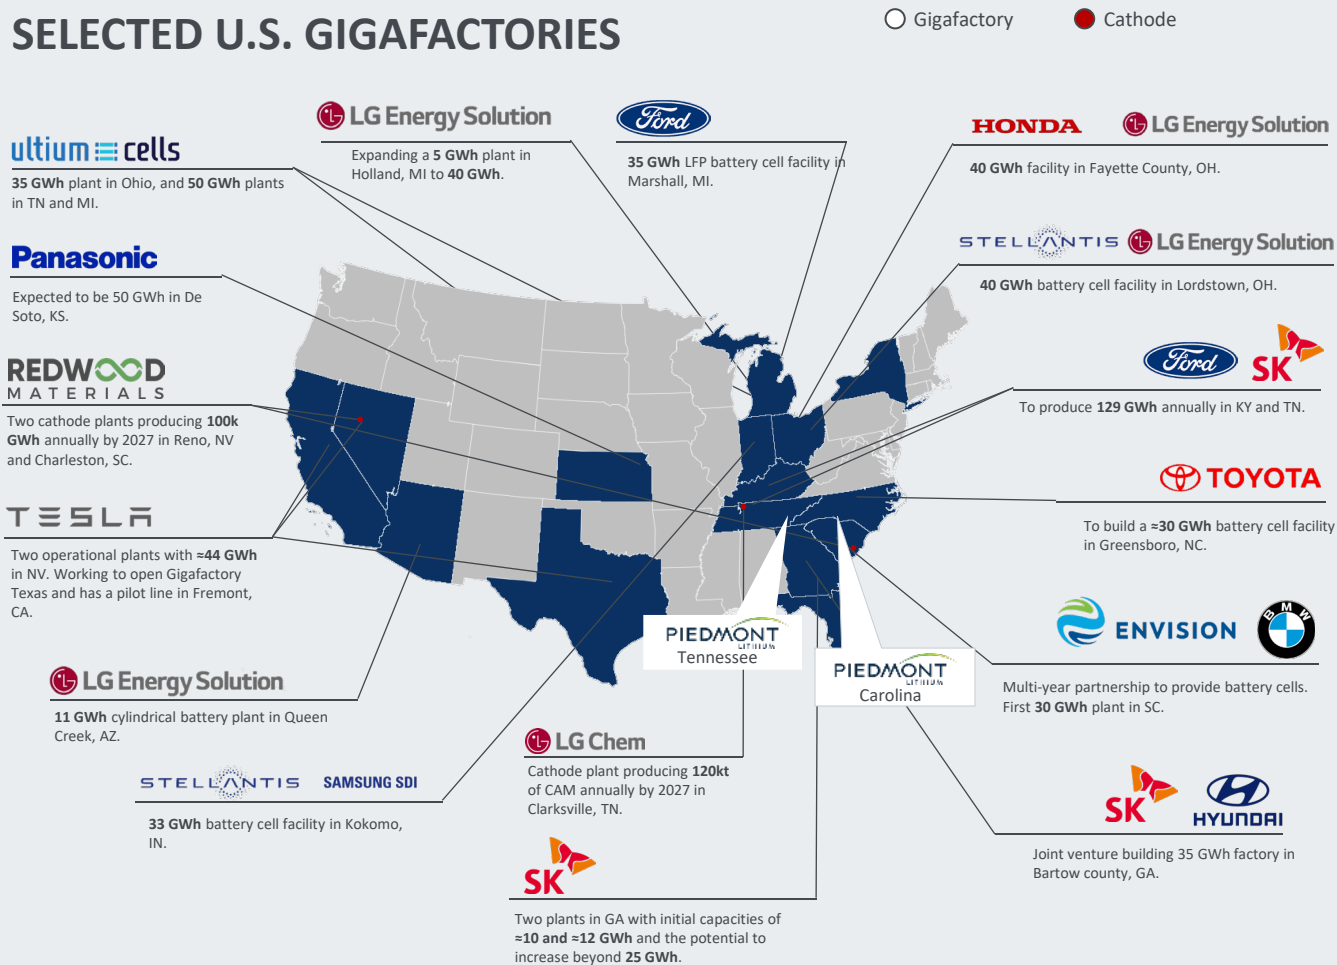 SELECTED U.S. GIGAFACTORIES
Gigafactory
Cathode
ultium cells
35 GWh plant in Ohio, and 50 GWh plants
in TN and MI.
LG Energy Solution
Expanding a 5 GWh plant in
Holland, MI to 40 GWh.
Ford
35 GWh LFP battery cell facility in
Marshall, MI.
HONDA LG Energy Solution
40 GWh facility in Fayette County, OH.
Panasonic
Expected to be 50 GWh in De
Soto, KS.
STELLANTIS LG Energy Solution
40 GWh battery cell facility in Lordstown, OH.
REDWOOD
MATERIALS
Two cathode plants producing 100k
GWh annually by 2027 in Reno, NV
and Charleston, SC.
Ford SK
To produce 129 GWh annually in KY and TN.
TESLA
Two operational plants with ≈44 GWh
in NV. Working to open Gigafactory
Texas and has a pilot line in Fremont,
CA.
TOYOTA
To build a ≈30 GWh battery cell facility
in Greensboro, NC.
PIEDMONT
LITHIUM
Tennessee
PIEDMONT
LITHIUM
Carolina
ENVISION BMW
Multi-year partnership to provide battery cells.
First 30 GWh plant in SC.
LG Energy Solution
11 GWh cylindrical battery plant in Queen
Creek, AZ.
STELLANTIS SAMSUNG SDI
33 GWh battery cell facility in Kokomo,
IN.
LG Chem
Cathode plant producing 120kt
of CAM annually by 2027 in
Clarksville, TN.
SK HYUNDAI
Joint venture building 35 GWh factory in
Bartow county, GA.
SK
Two plants in GA with initial capacities of
≈10 and ≈12 GWh and the potential to
increase beyond 25 GWh.